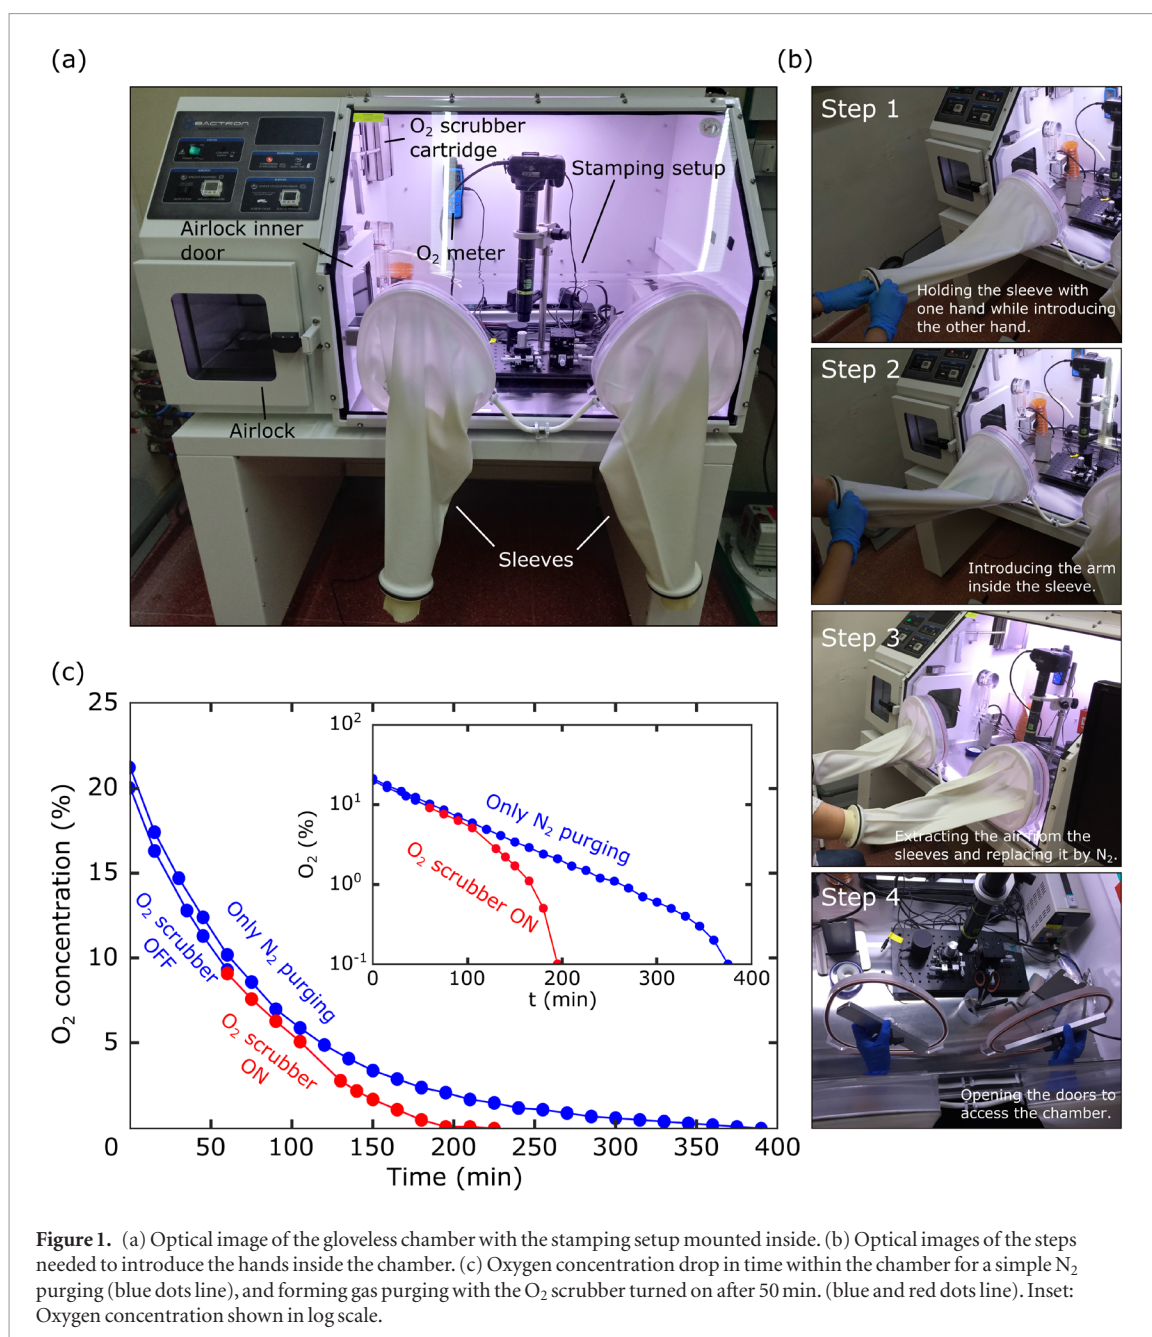 (a)
BACTRON
O2 scrubber
cartridge
Stamping setup
Airlock inner
door
O2 meter
Airlock
Sleeves
(b)
Step 1
Holding the sleeve with
one hand while introducing
the other hand.
Step 2
Introducing the arm
inside the sleeve.
Step 3
Extracting the air from the
sleeves and replacing it by N2.
Step 4
Opening the doors to
access the chamber.
(c)
25
20
15
10
5
0
50
100
150
200
250
300
350
400
O2 concentration (%)
Time (min)
Only N2 purging
O2 scrubber
OFF
O2 scrubber
ON
10^2
10^1
10^0
10^-1
0
100
200
300
400
O2 (%)
t (min)
Only N2 purging
O2 scrubber ON
Figure 1. (a) Optical image of the gloveless chamber with the stamping setup mounted inside. (b) Optical images of the steps
needed to introduce the hands inside the chamber. (c) Oxygen concentration drop in time within the chamber for a simple N2
purging (blue dots line), and forming gas purging with the O2 scrubber turned on after 50 min. (blue and red dots line). Inset:
Oxygen concentration shown in log scale.